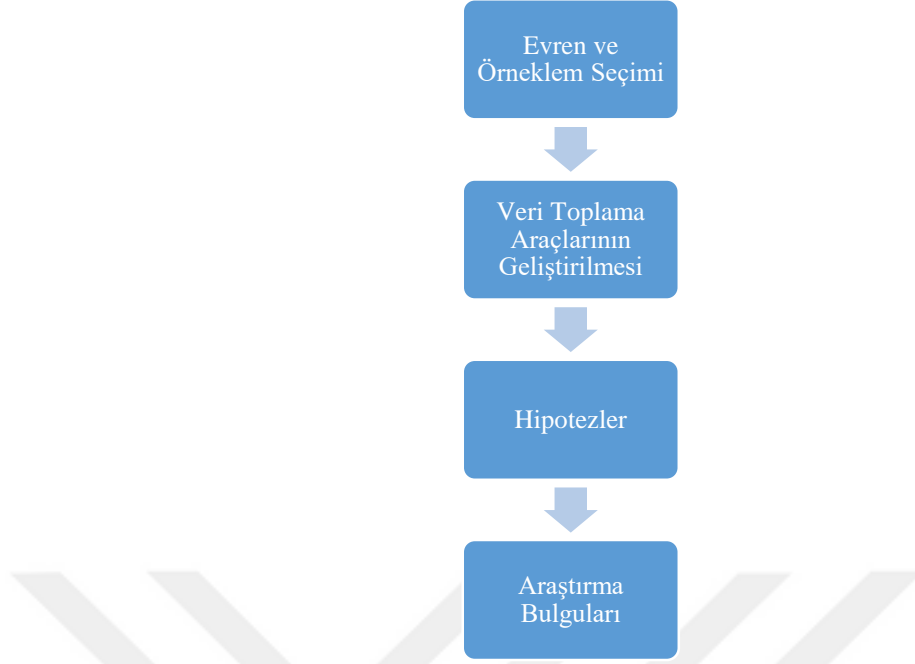 Evren ve
Örneklem Seçimi
Veri Toplama
Araçlarının
Geliştirilmesi
Hipotezler
Araştırma
Bulguları